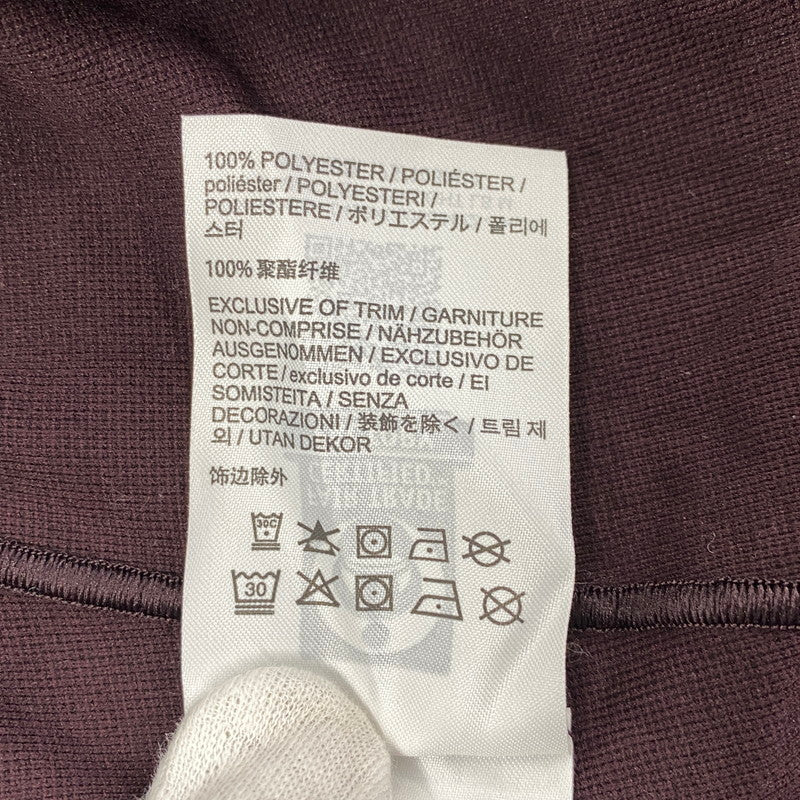 100% POLYESTER / POLIÉSTER /
poliéster / POLYESTERI /
POLIESTERE / ポリエステル / 폴리에
스터
100% 聚酯纤维
EXCLUSIVE OF TRIM / GARNITURE
NON-COMPRISE / NÄHZUBEHÖR
AUSGENOMMEN / EXCLUSIVO DE
CORTE / exclusivo de corte / EI
SOMISTEITA / SENZA
DECORAZIONI / 装飾を除く / 트림 제
외 / UTAN DEKOR
饰边除外
30C
30